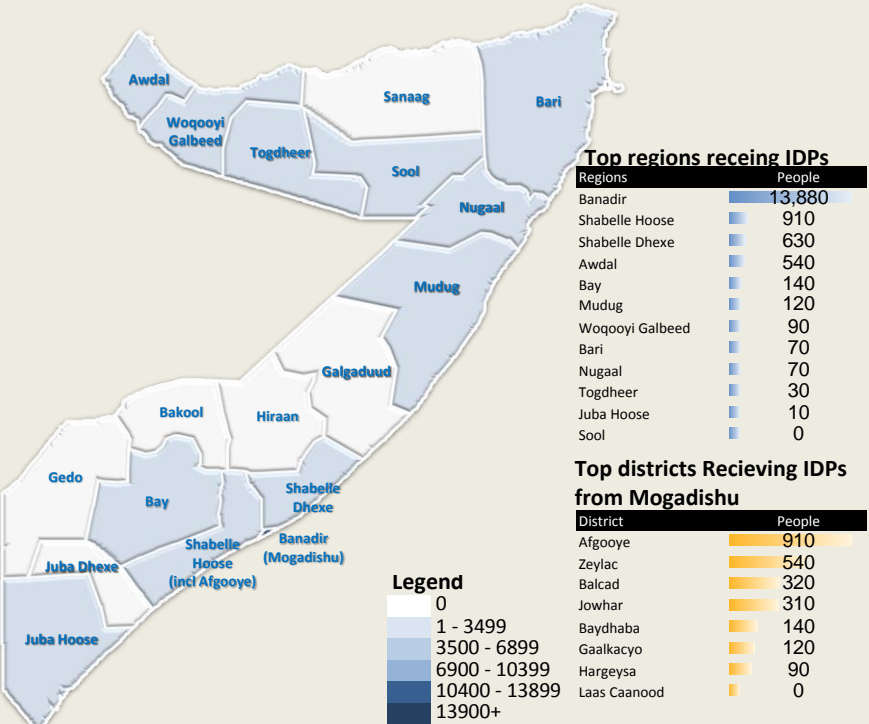 Awdal
Woqooyi
Galbeed
Togdheer
Sanaag
Bari
Sool
Nugaal
Mudug
Galgaduud
Bakool
Hiraan
Gedo
Bay
Shabelle
Dhexe
Banadir
(Mogadishu)
Shabelle
Hoose
(incl Afgooye)
Juba Dhexe
Juba Hoose
Top regions receing IDPs
Regions People
Banadir 13,880
Shabelle Hoose 910
Shabelle Dhexe 630
Awdal 540
Bay 140
Mudug 120
Woqooyi Galbeed 90
Bari 70
Nugaal 70
Togdheer 30
Juba Hoose 10
Sool 0
Top districts Recieving IDPs
from Mogadishu
District People
Afgooye 910
Zeylac 540
Balcad 320
Jowhar 310
Baydhaba 140
Gaalkacyo 120
Hargeysa 90
Laas Caanood 0
Legend
0
1 - 3499
3500 - 6899
6900 - 10399
10400 - 13899
13900+